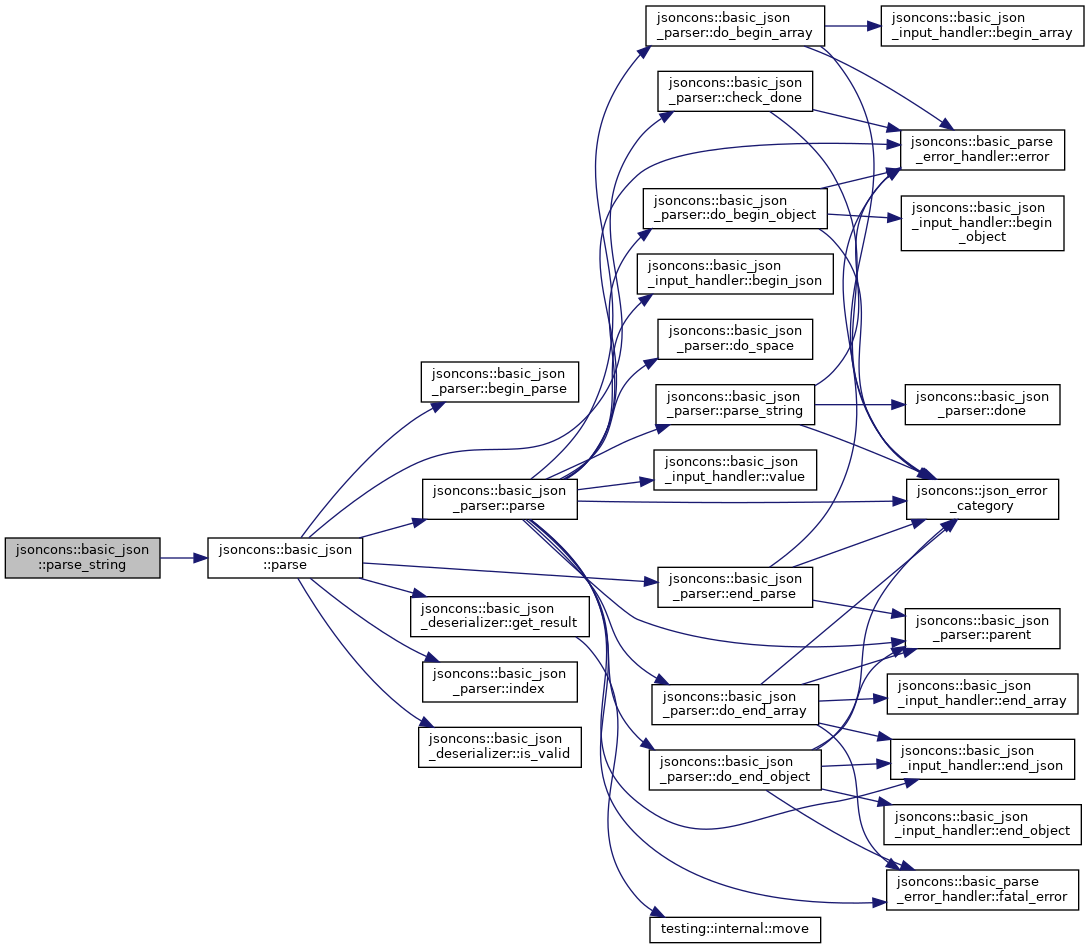 jsoncons::basic_json
::parse_string
jsoncons::basic_json
::parse
jsoncons::basic_json
_parser::begin_parse
jsoncons::basic_json
_parser::parse
jsoncons::basic_json
_deserializer::get_result
jsoncons::basic_json
_parser::index
jsoncons::basic_json
_deserializer::is_valid
jsoncons::basic_json
_parser::do_begin_array
jsoncons::basic_json
_parser::check_done
jsoncons::basic_json
_parser::do_begin_object
jsoncons::basic_json
_input_handler::begin_json
jsoncons::basic_json
_parser::do_space
jsoncons::basic_json
_parser::parse_string
jsoncons::basic_json
_input_handler::value
jsoncons::basic_json
_parser::end_parse
jsoncons::basic_json
_parser::do_end_array
jsoncons::basic_json
_parser::do_end_object
testing::internal::move
jsoncons::basic_json
_input_handler::begin_array
jsoncons::basic_parse
_error_handler::error
jsoncons::basic_json
_input_handler::begin
_object
jsoncons::basic_json
_parser::done
jsoncons::json_error
_category
jsoncons::basic_json
_parser::parent
jsoncons::basic_json
_input_handler::end_array
jsoncons::basic_json
_input_handler::end_json
jsoncons::basic_json
_input_handler::end_object
jsoncons::basic_parse
_error_handler::fatal_error